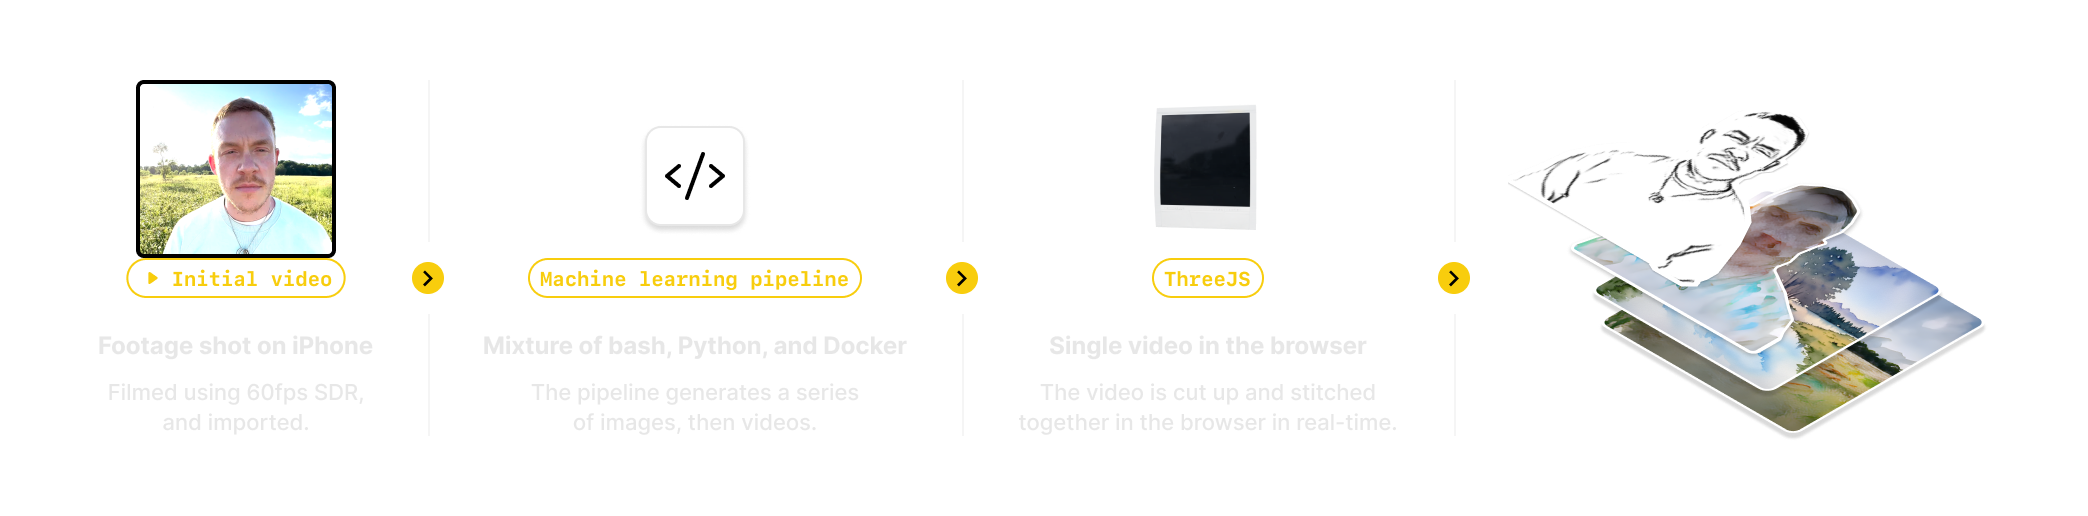 Initial video
Footage shot on iPhone
Filmed using 60fps SDR,
and imported.
</>
Machine learning pipeline
Mixture of bash, Python, and Docker
The pipeline generates a series
of images, then videos.
ThreeJS
Single video in the browser
The video is cut up and stitched
together in the browser in real-time.